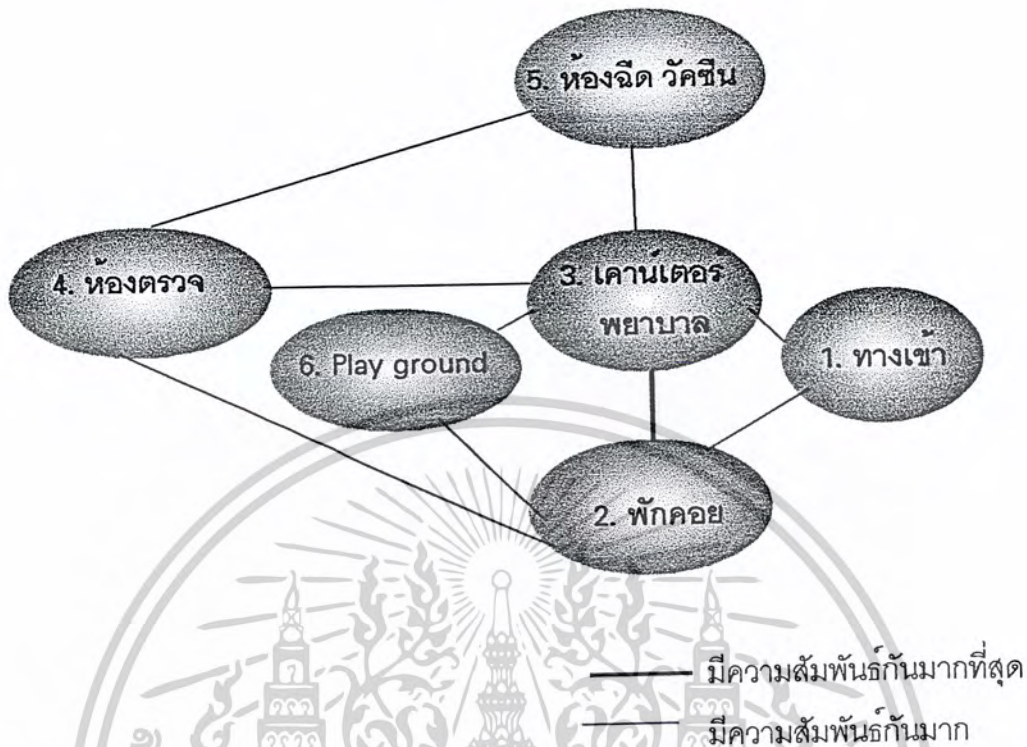 5. ห้องฉีด วัคซีน
4. ห้องตรวจ
3. เคาน์เตอร์
พยาบาล
6. Play ground
1. ทางเข้า
2. พักคอย
มีความสัมพันธ์กันมากที่สุด
มีความสัมพันธ์กันมาก